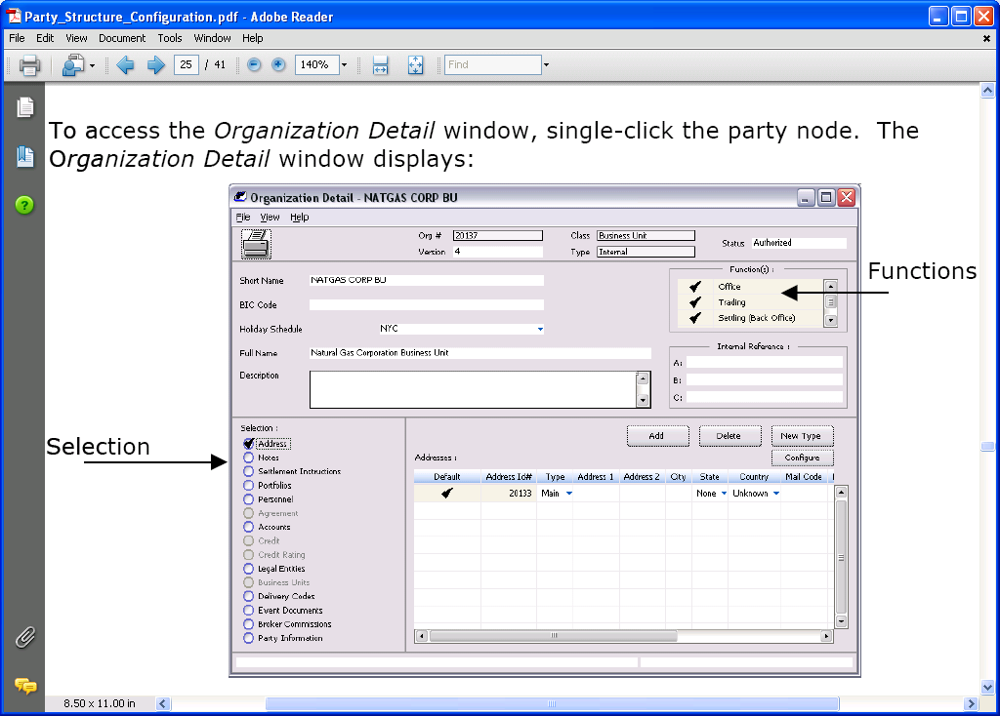 Party_Structure_Configuration.pdf - Adobe Reader
File Edit View Document Tools Window Help
25 / 41 140% Find
To access the Organization Detail window, single-click the party node. The
Organization Detail window displays:
Organization Detail - NATGAS CORP BU
File View Help
Org # 20137 Class Business Unit
Status Authorized
Version 4 Type Internal
Function(s) :
Functions
Short Name NATGAS CORP BU
Office
Trading
BIC Code
Settling (Back Office)
Holiday Schedule NYC
Internal Reference :
Full Name Natural Gas Corporation Business Unit
A:
Description
B:
C:
Selection :
Add Delete New Type
Selection
Address
Notes
Settlement Instructions
Portfolios
Personnel
Agreement
Accounts
Credit
Credit Rating
Legal Entities
Business Units
Delivery Codes
Event Documents
Broker Commissions
Party Information
Configure
Addresses :
Default Address Id# Type Address 1 Address 2 City State Country Mail Code
20133 Main None Unknown
8.50 x 11.00 in